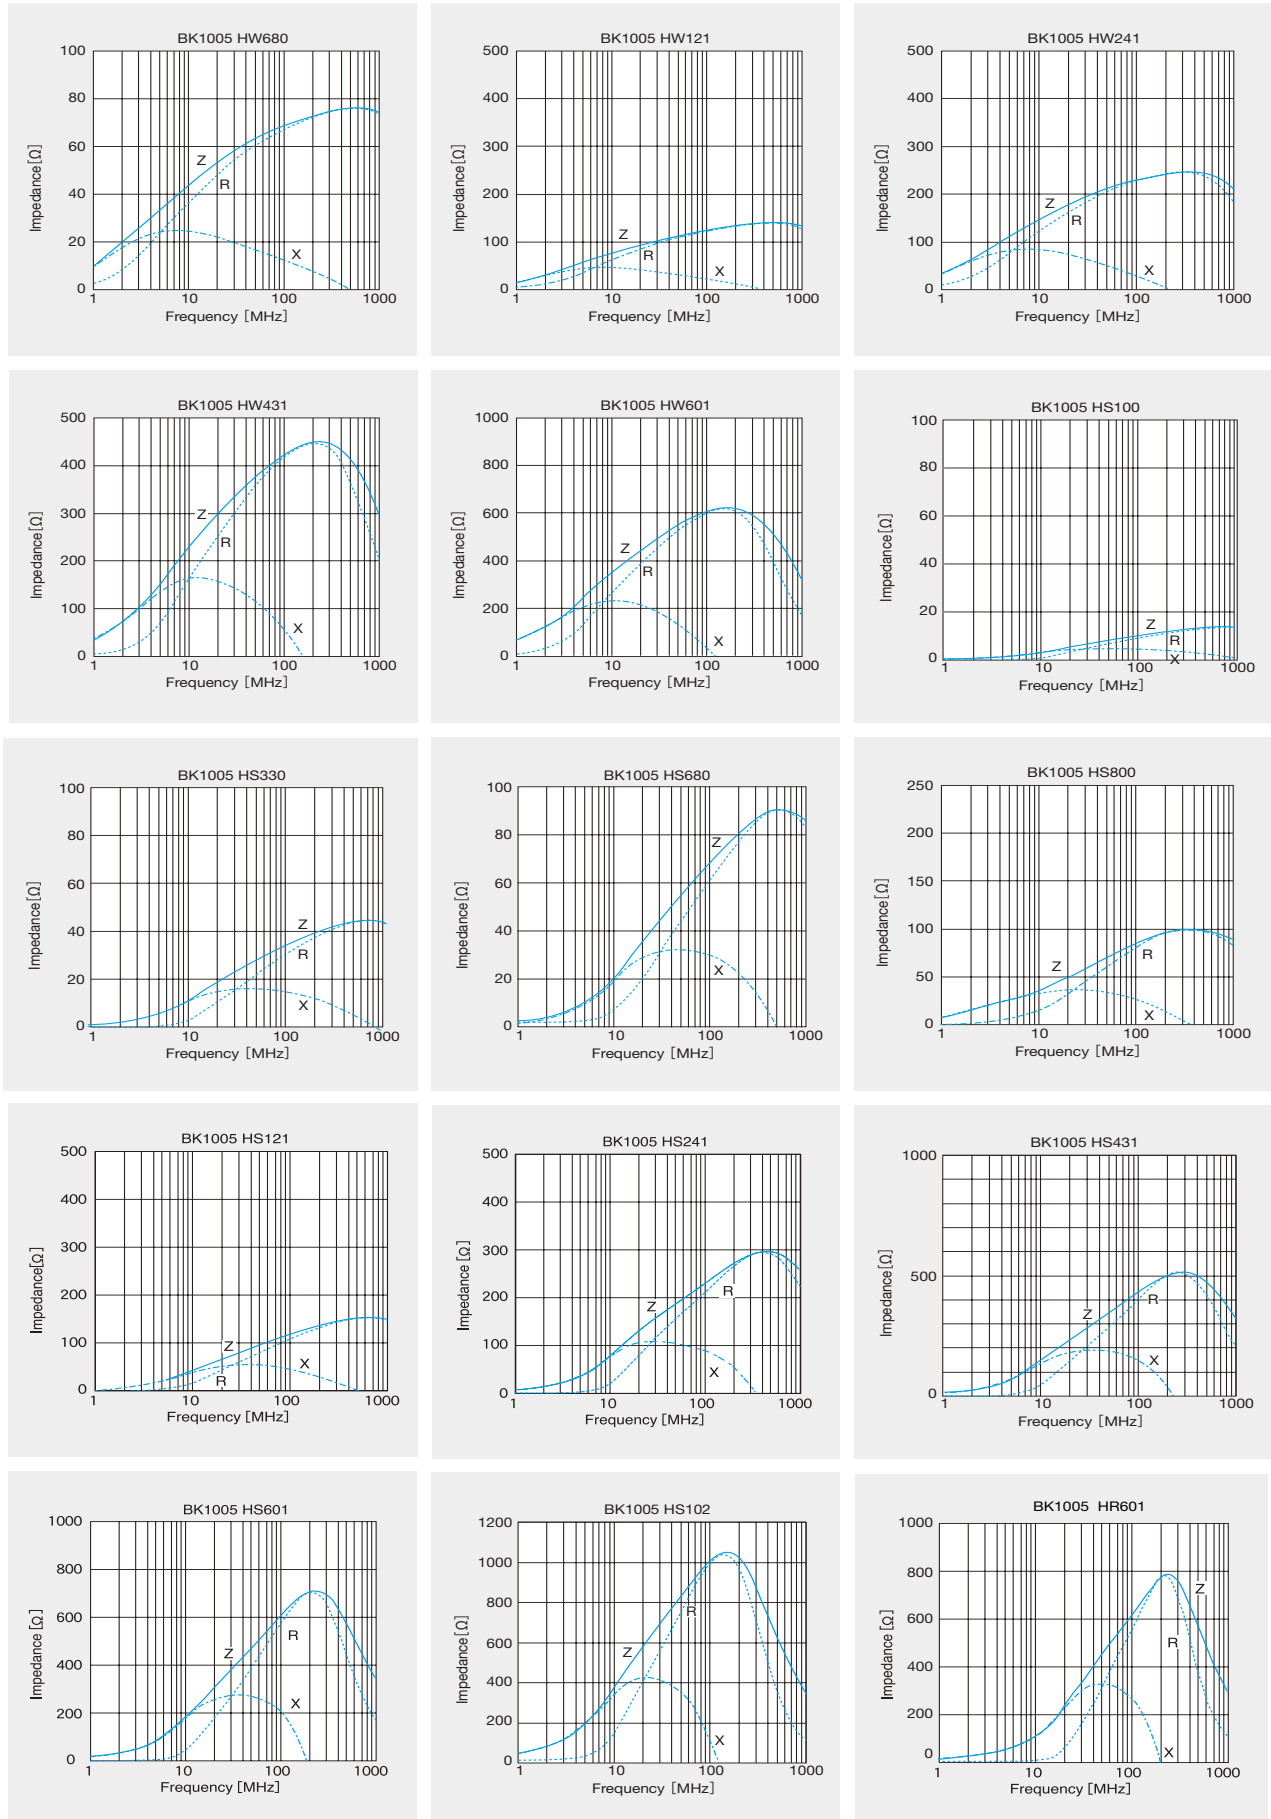 BK1005 HW680
100
80
60
40
20
0
Impedance[Ω]
Z
R
X
1
10
100
1000
Frequency [MHz]
BK1005 HW121
500
400
300
200
100
0
Impedance[Ω]
Z
R
X
1
10
100
1000
Frequency [MHz]
BK1005 HW241
500
400
300
200
100
0
Impedance[Ω]
Z
R
X
1
10
100
1000
Frequency [MHz]
BK1005 HW431
500
400
300
200
100
0
Impedance[Ω]
Z
R
X
1
10
100
1000
Frequency [MHz]
BK1005 HW601
1000
800
600
400
200
0
Impedance[Ω]
Z
R
X
1
10
100
1000
Frequency [MHz]
BK1005 HS100
100
80
60
40
20
0
Impedance[Ω]
Z
R
X
1
10
100
1000
Frequency [MHz]
BK1005 HS330
100
80
60
40
20
0
Impedance[Ω]
Z
R
X
1
10
100
1000
Frequency [MHz]
BK1005 HS680
100
80
60
40
20
0
Impedance[Ω]
Z
R
X
1
10
100
1000
Frequency [MHz]
BK1005 HS800
250
200
150
100
50
0
Impedance[Ω]
Z
R
X
1
10
100
1000
Frequency [MHz]
BK1005 HS121
500
400
300
200
100
0
Impedance[Ω]
Z
R
X
1
10
100
1000
Frequency [MHz]
BK1005 HS241
500
400
300
200
100
0
Impedance[Ω]
Z
R
X
1
10
100
1000
Frequency [MHz]
BK1005 HS431
1000
500
0
Impedance[Ω]
Z
R
X
1
10
100
1000
Frequency [MHz]
BK1005 HS601
1000
800
600
400
200
0
Impedance [Ω]
Z
R
X
1
10
100
1000
Frequency [MHz]
BK1005 HS102
1200
1000
800
600
400
200
0
Impedance[Ω]
Z
R
X
1
10
100
1000
Frequency [MHz]
BK1005 HR601
1000
800
600
400
200
0
Impedance[Ω]
Z
R
X
1
10
100
1000
Frequency [MHz]